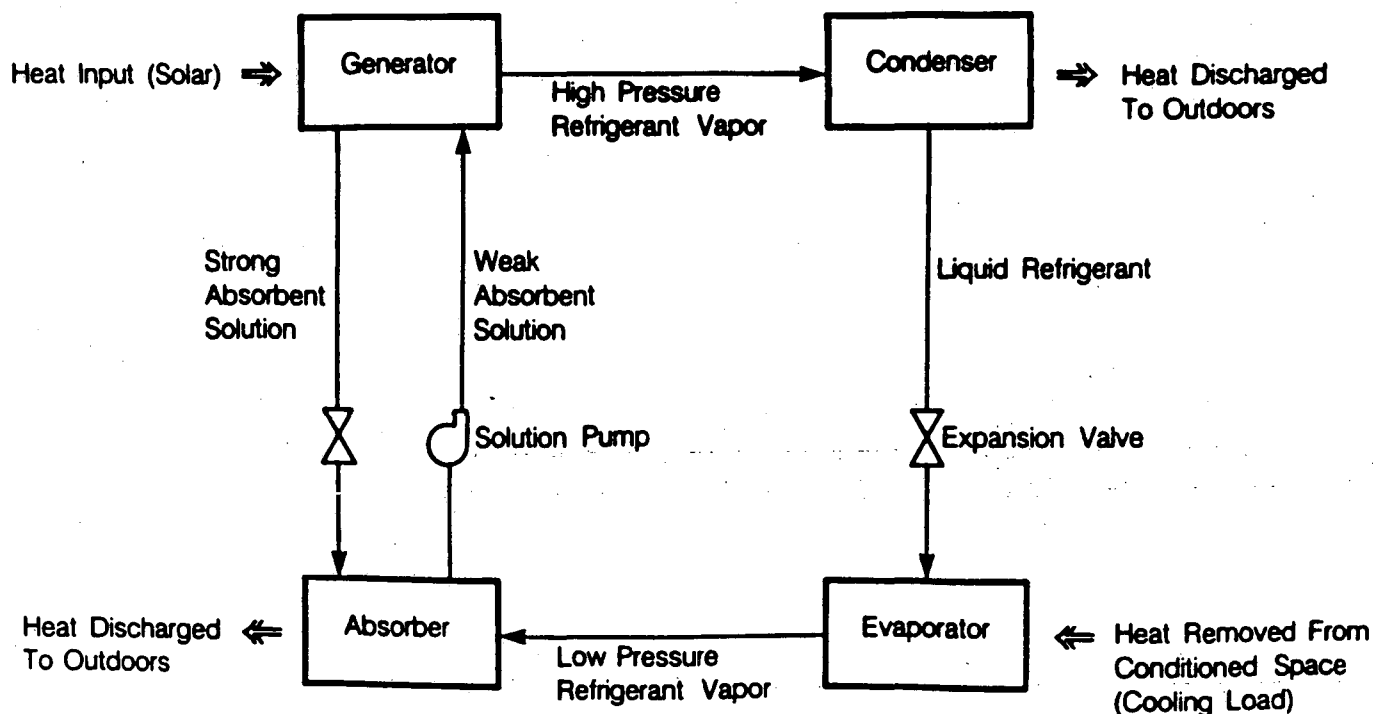 Heat Input (Solar)
Generator
High Pressure
Refrigerant Vapor
Condenser
Heat Discharged
To Outdoors
Strong
Absorbent
Solution
Weak
Absorbent
Solution
Liquid Refrigerant
Solution Pump
Expansion Valve
Heat Discharged
To Outdoors
Absorber
Low Pressure
Refrigerant Vapor
Evaporator
Heat Removed From
Conditioned Space
(Cooling Load)